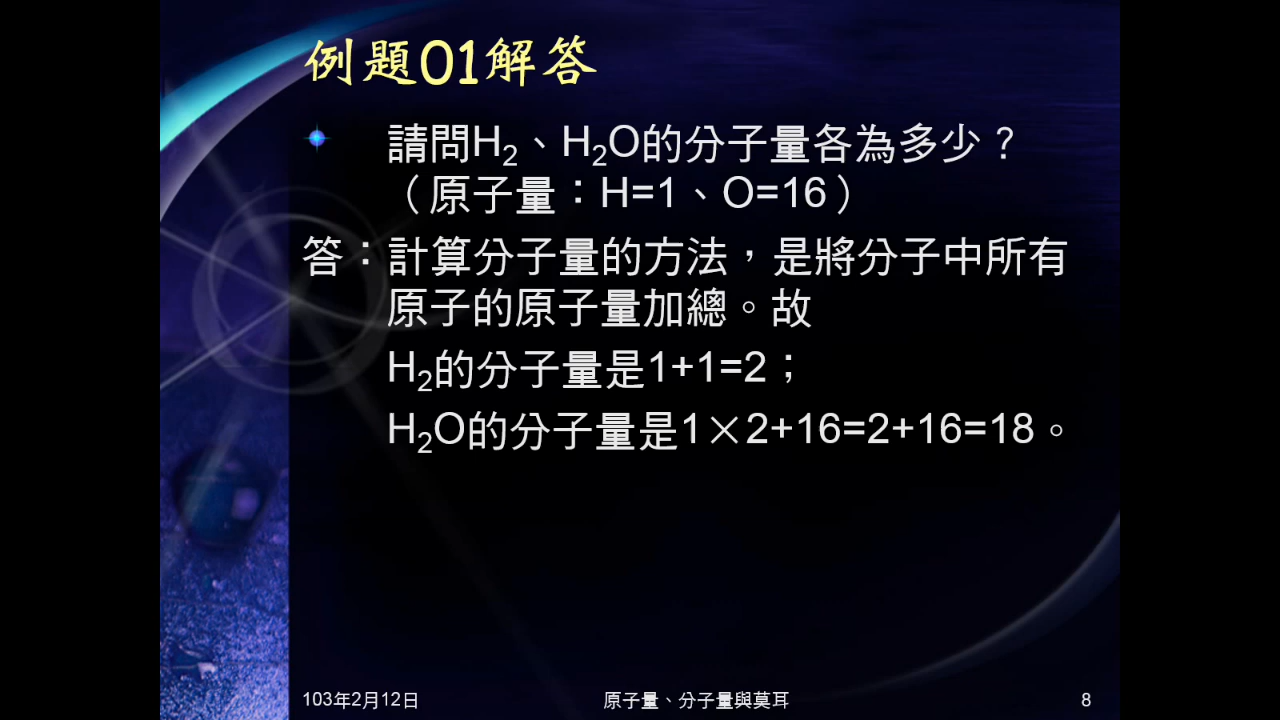 例題01解答
請問H₂、H₂O的分子量各為多少？
（原子量：H=1、O=16）
答：計算分子量的方法，是將分子中所有
原子的原子量加總。故
H₂的分子量是1+1=2；
H₂O的分子量是1×2+16=2+16=18。
103年2月12日
原子量、分子量與莫耳
8